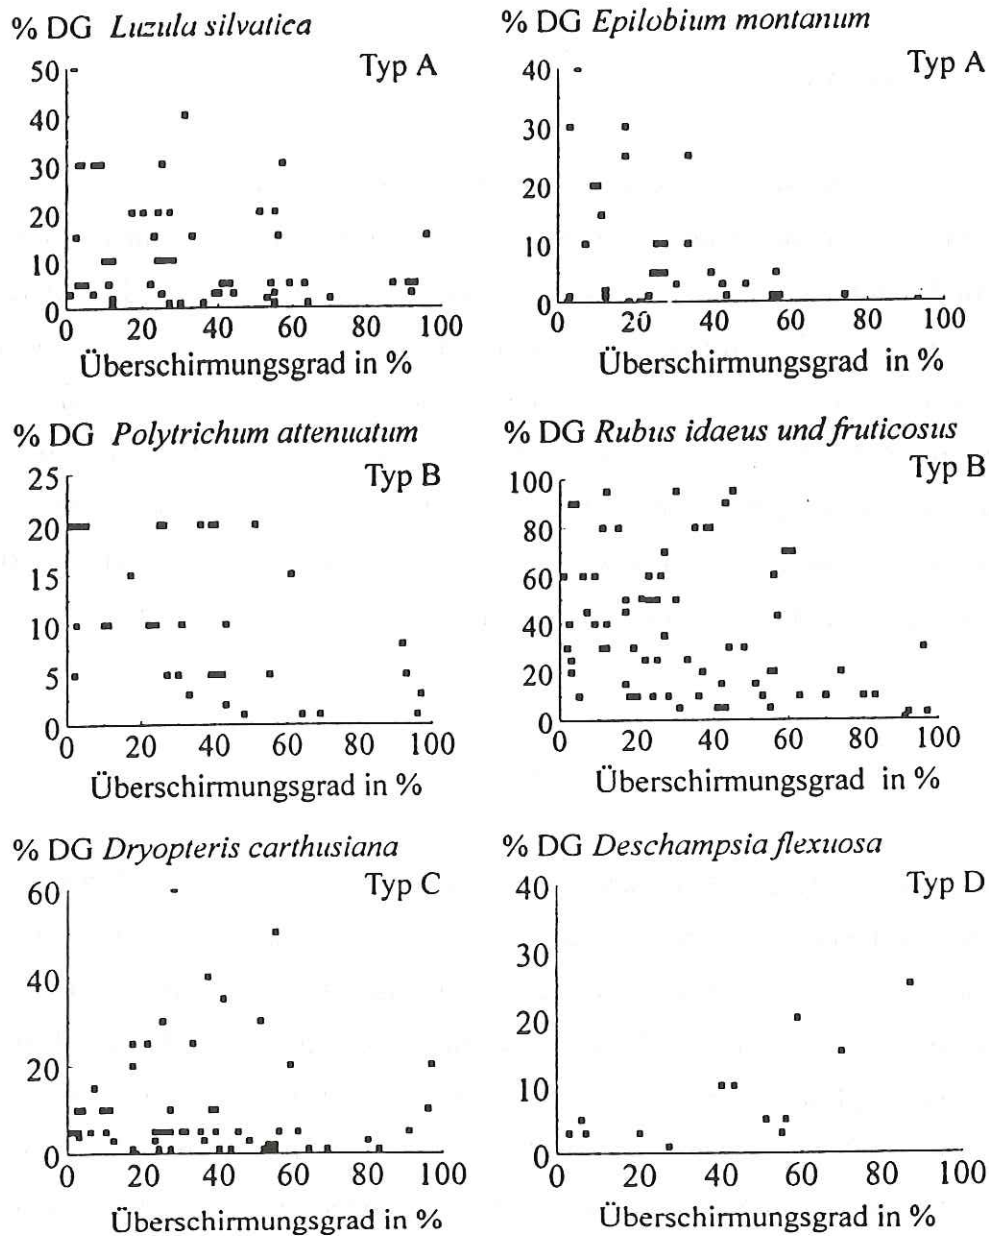 % DG Luzula silvatica
Typ A
50
40
30
20
10
0
0 20 40 60 80 100
Überschirmungsgrad in %
% DG Epilobium montanum
Typ A
40
30
20
10
0
0 20 40 60 80 100
Überschirmungsgrad in %
% DG Polytrichum attenuatum
Typ B
25
20
15
10
5
0
0 20 40 60 80 100
Überschirmungsgrad in %
% DG Rubus idaeus und fruticosus
Typ B
100
80
60
40
20
0
0 20 40 60 80 100
Überschirmungsgrad in %
% DG Dryopteris carthusiana
Typ C
60
40
20
0
0 20 40 60 80 100
Überschirmungsgrad in %
% DG Deschampsia flexuosa
Typ D
40
30
20
10
0
0 20 40 60 80 100
Überschirmungsgrad in %